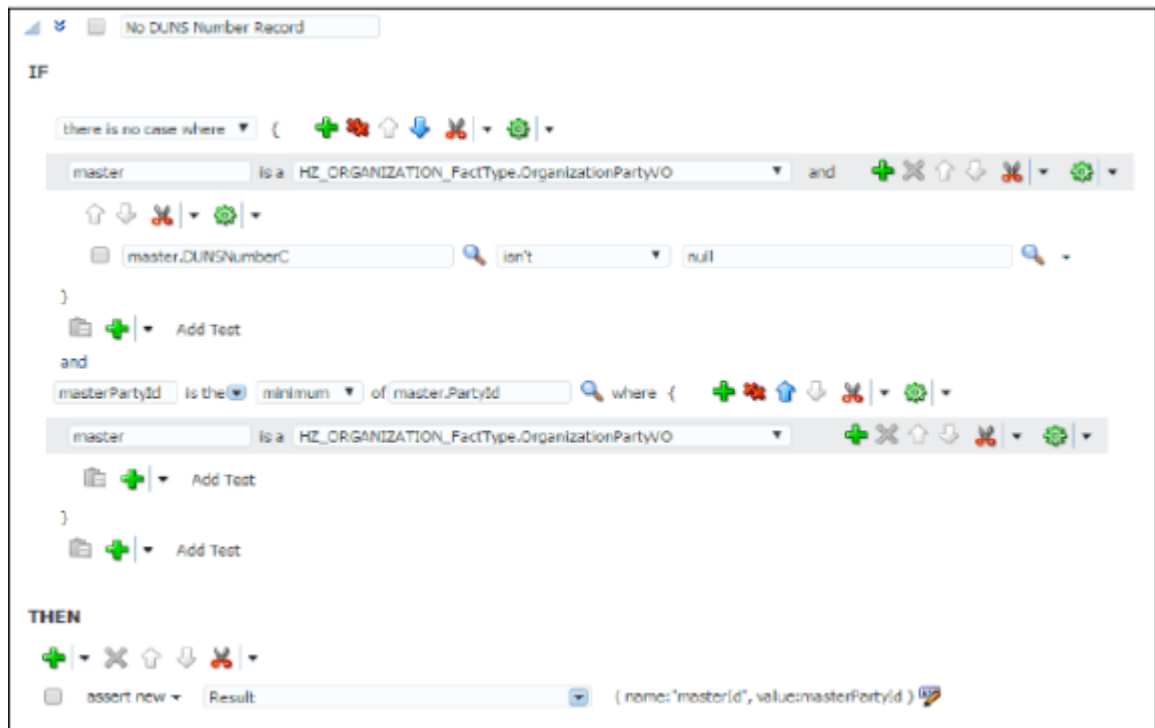 No DUNS Number Record
IF
there is no case where {
master is a HZ_ORGANIZATION_FactType.OrganizationPartyVO and
master.DUNSNumberC isn't null
}
Add Test
and
masterPartyId is the minimum of master.PartyId where {
master is a HZ_ORGANIZATION_FactType.OrganizationPartyVO
Add Test
}
Add Test
THEN
assert new Result ( name:"masterId", value:masterPartyId )